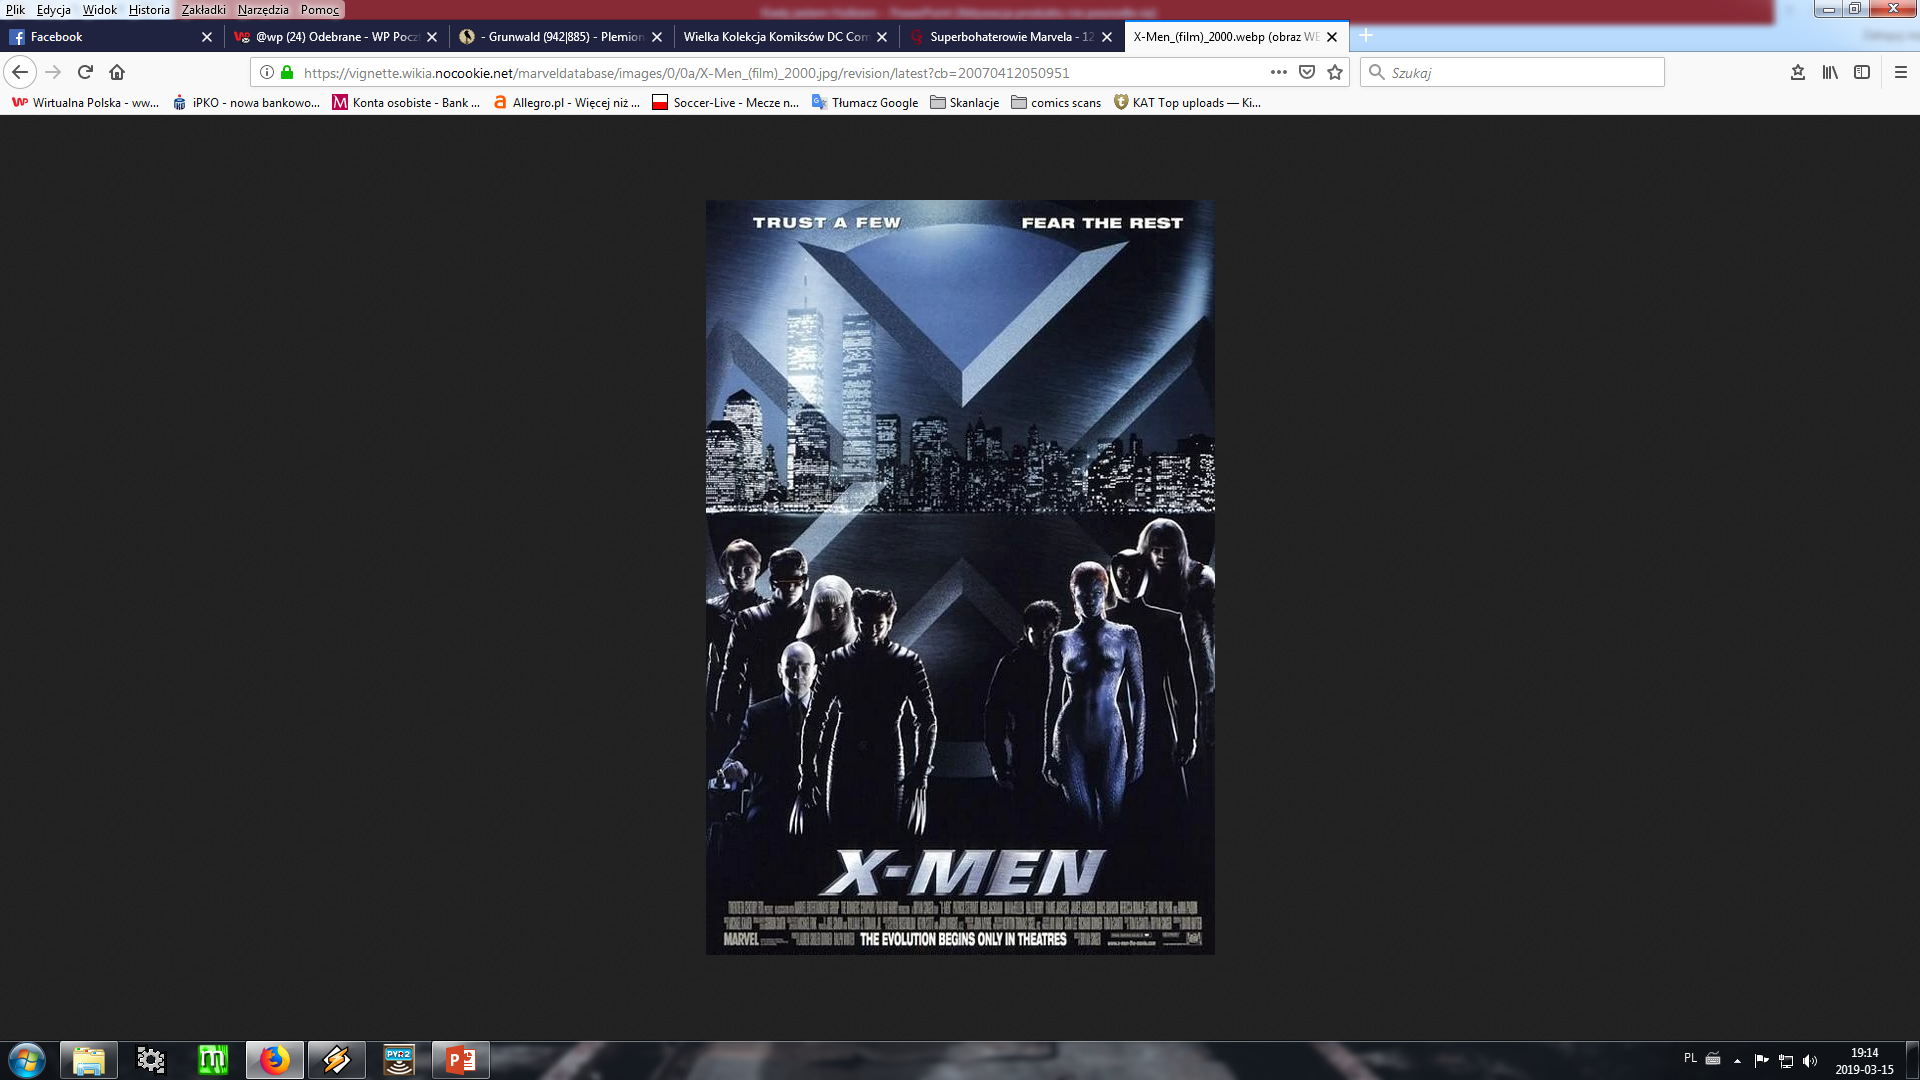 Plik Edycja Widok Historia Zakładki Narzędzia Pomoc
Facebook
@wp (24) Odebrane - WP Poczt
- Grunwald (942|885) - Plemion
Wielka Kolekcja Komiksów DC Com
Superbohaterowie Marvela - 12
X-Men_(film)_2000.webp (obraz WE
https://vignette.wikia.nocookie.net/marveldatabase/images/0/0a/X-Men_(film)_2000.jpg/revision/latest?cb=20070412050951
Szukaj
Wirtualna Polska - ww...
iPKO - nowa bankowo...
Konta osobiste - Bank ...
Allegro.pl - Więcej niż ...
Soccer-Live - Mecze n...
Tłumacz Google
Skanlacje
comics scans
KAT Top uploads — Ki...
TRUST A FEW FEAR THE REST
X-MEN
MARVEL
THE EVOLUTION BEGINS ONLY IN THEATRES
PVR2
PL
19:14
2019-03-15